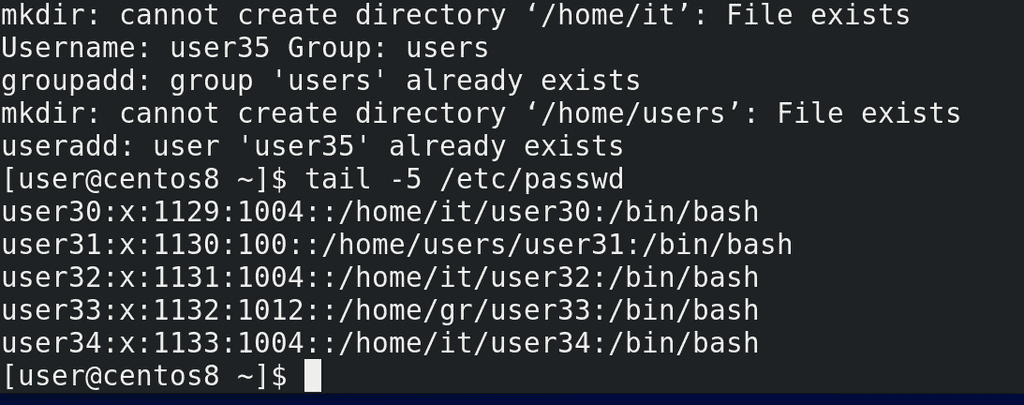 mkdir: cannot create directory ‘/home/it’: File exists
Username: user35 Group: users
groupadd: group 'users' already exists
mkdir: cannot create directory ‘/home/users’: File exists
useradd: user 'user35' already exists
[user@centos8 ~]$ tail -5 /etc/passwd
user30:x:1129:1004::/home/it/user30:/bin/bash
user31:x:1130:100::/home/users/user31:/bin/bash
user32:x:1131:1004::/home/it/user32:/bin/bash
user33:x:1132:1012::/home/gr/user33:/bin/bash
user34:x:1133:1004::/home/it/user34:/bin/bash
[user@centos8 ~]$